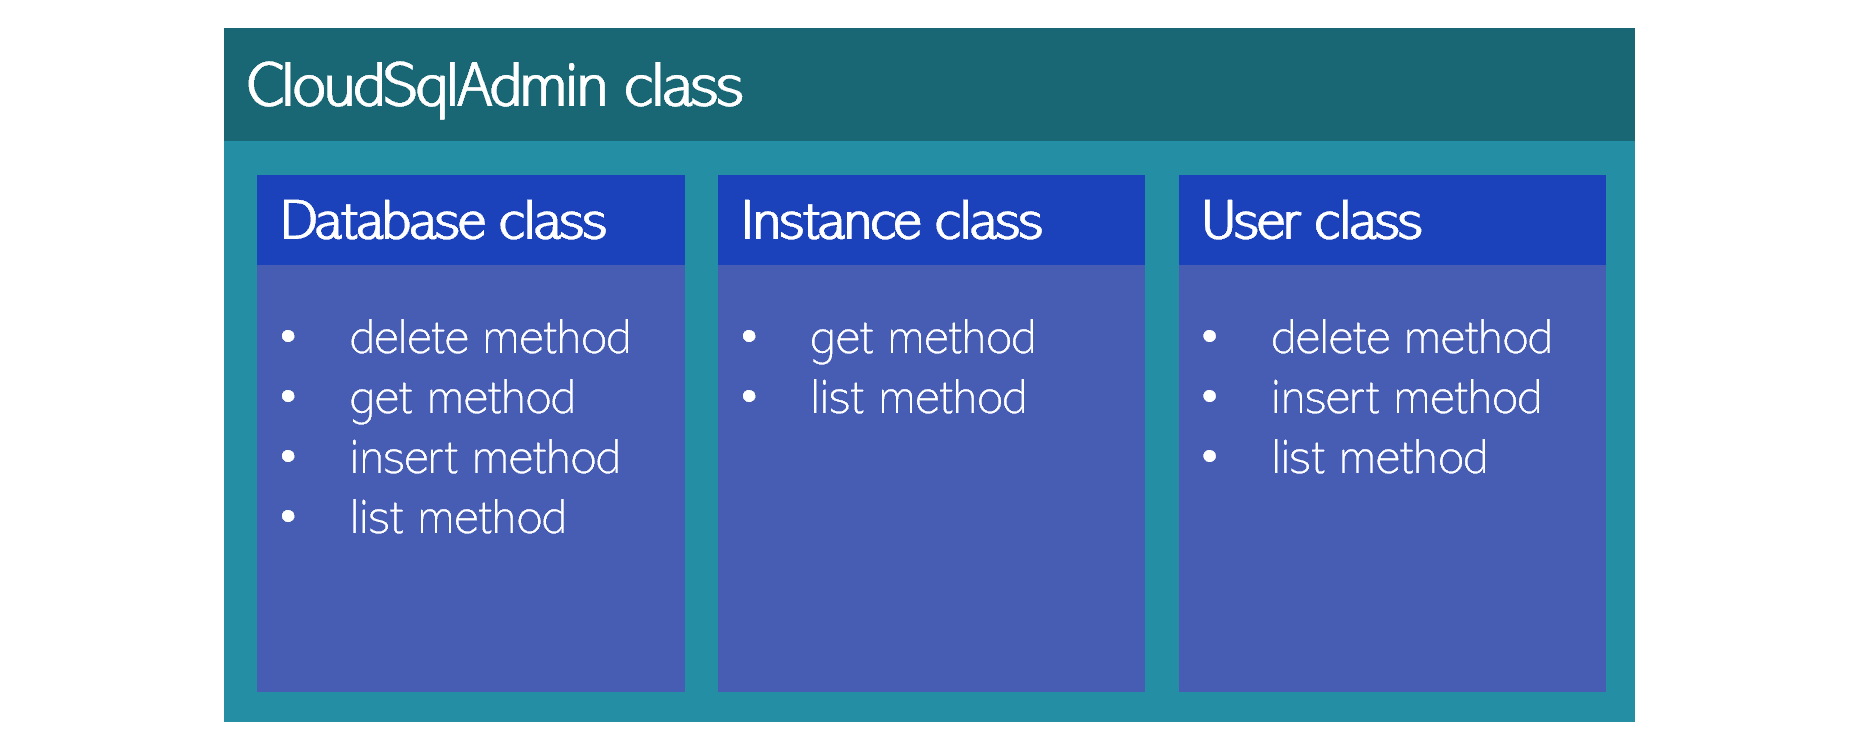 CloudSqlAdmin class
Database class
• delete method
• get method
• insert method
• list method
Instance class
• get method
• list method
User class
• delete method
• insert method
• list method